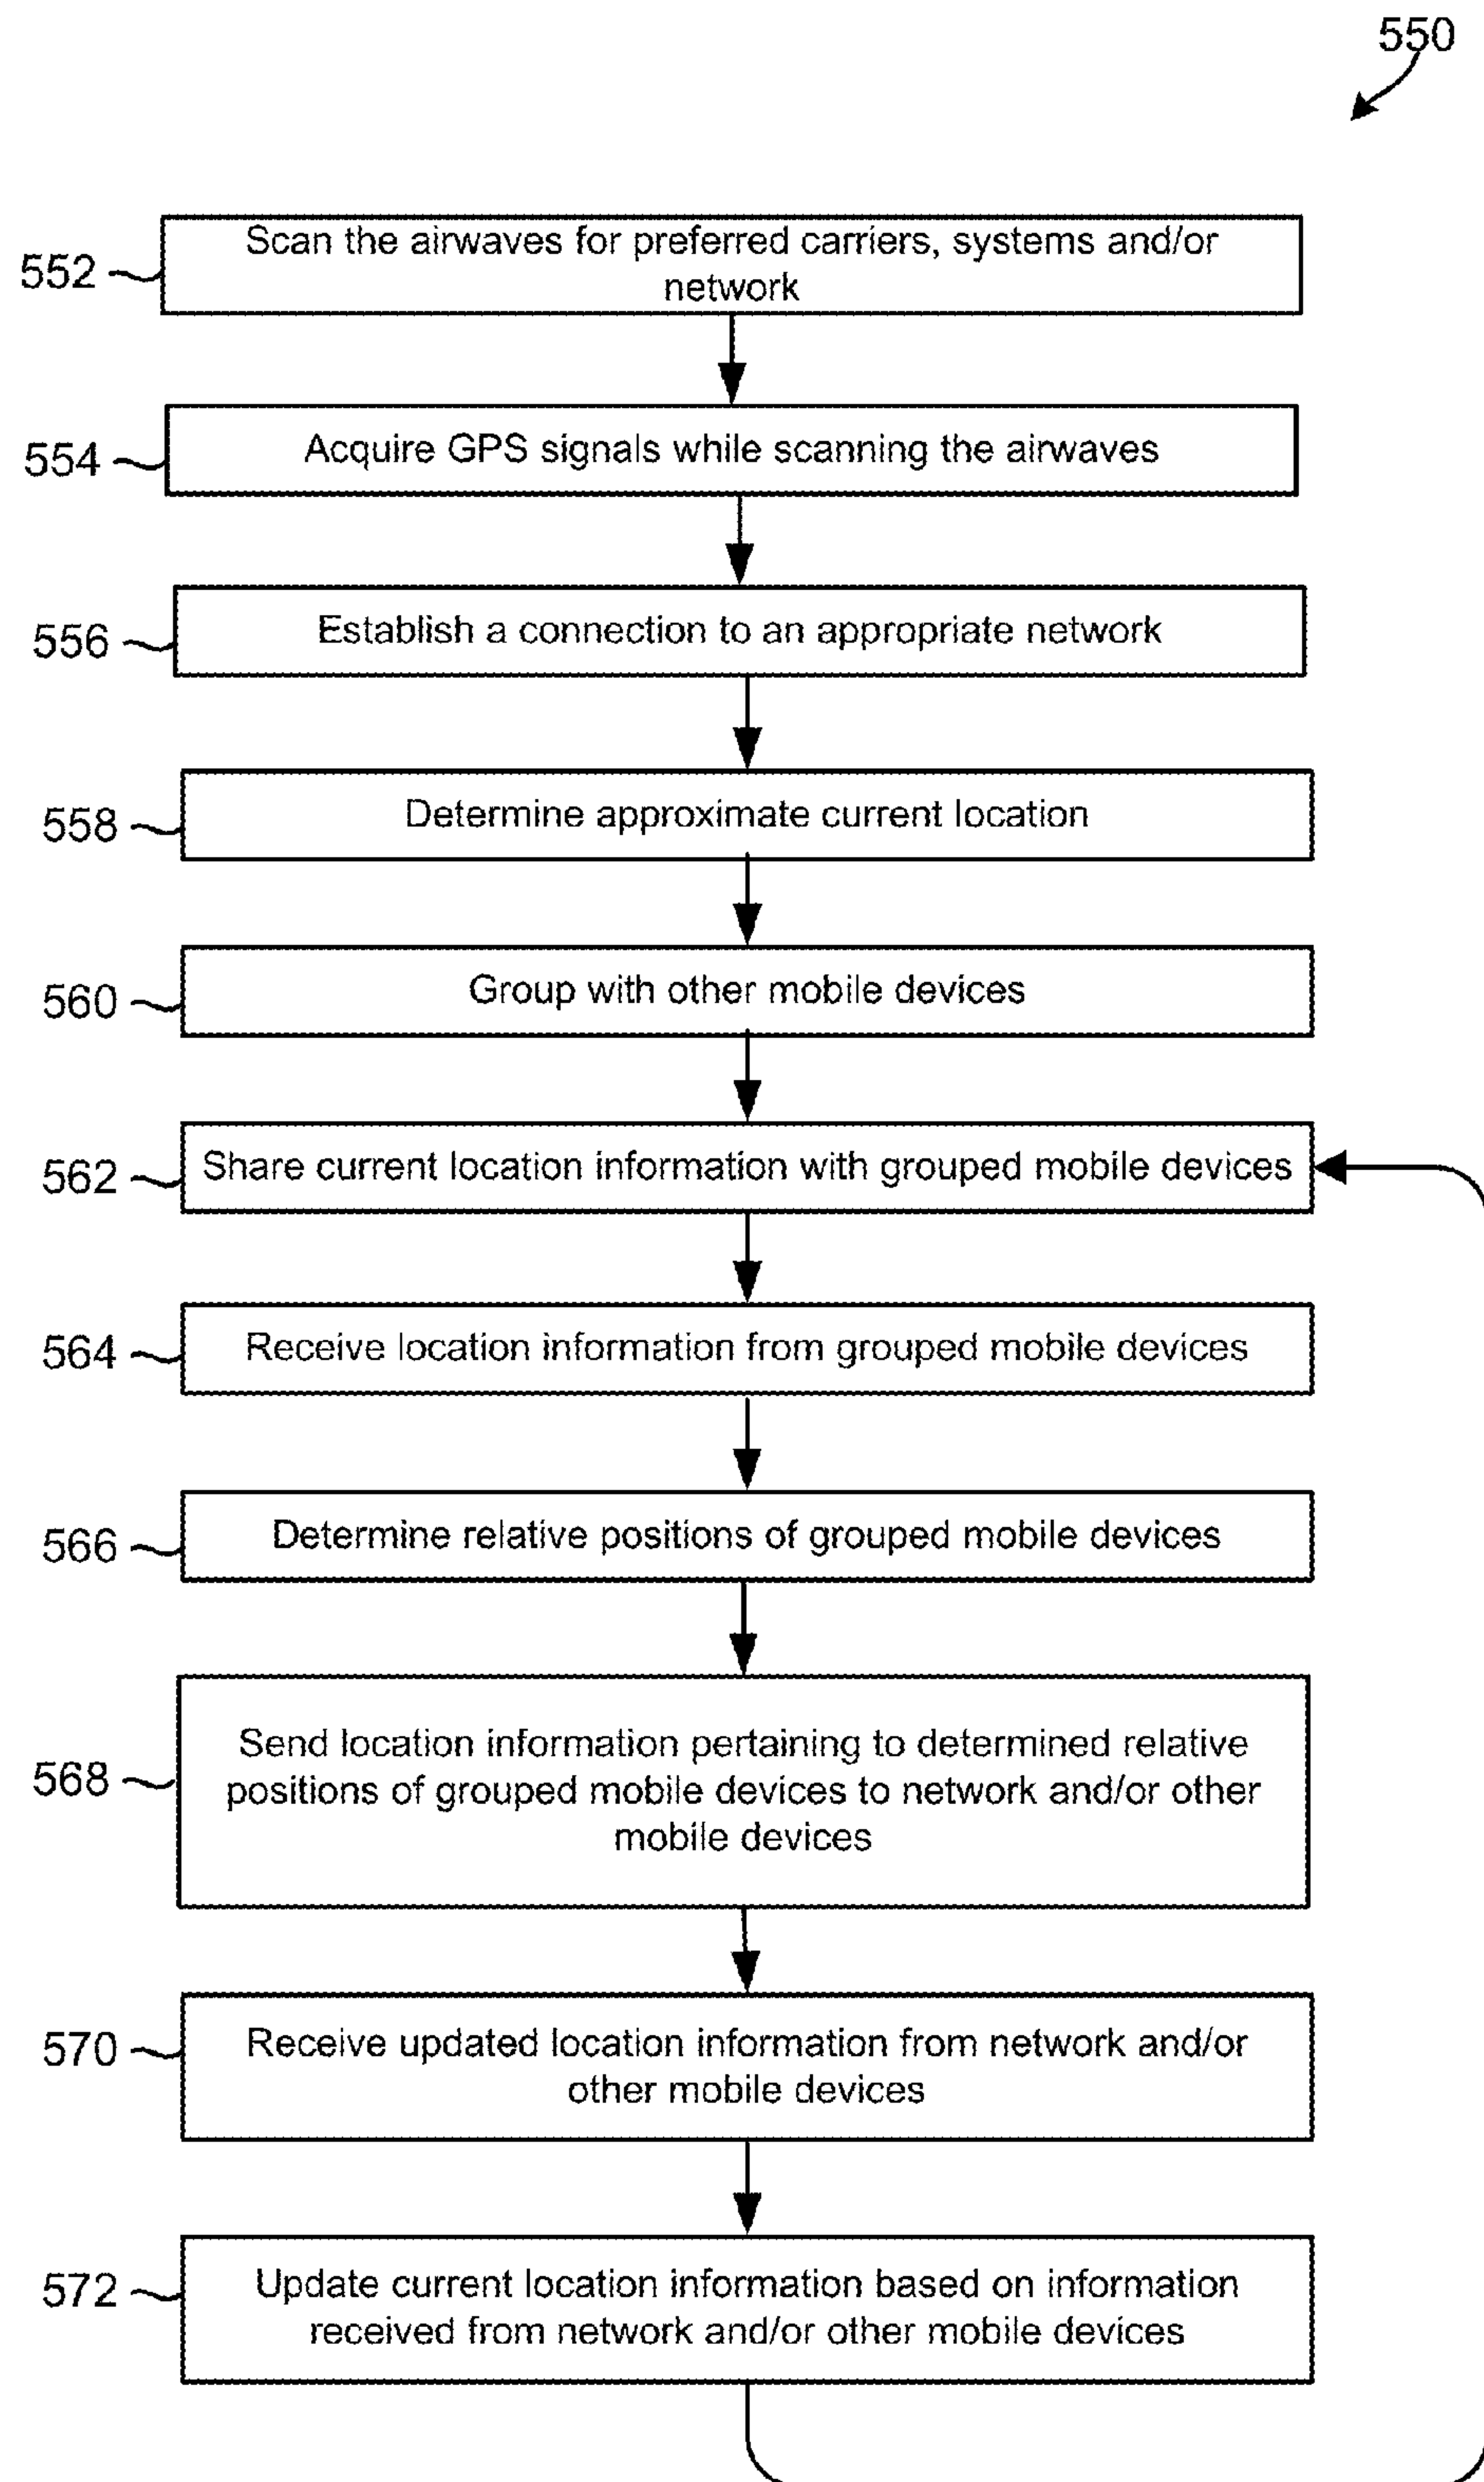 550
552
Scan the airwaves for preferred carriers, systems and/or
network
554
Acquire GPS signals while scanning the airwaves
556
Establish a connection to an appropriate network
558
Determine approximate current location
560
Group with other mobile devices
562
Share current location information with grouped mobile devices
564
Receive location information from grouped mobile devices
566
Determine relative positions of grouped mobile devices
568
Send location information pertaining to determined relative
positions of grouped mobile devices to network and/or other
mobile devices
570
Receive updated location information from network and/or
other mobile devices
572
Update current location information based on information
received from network and/or other mobile devices